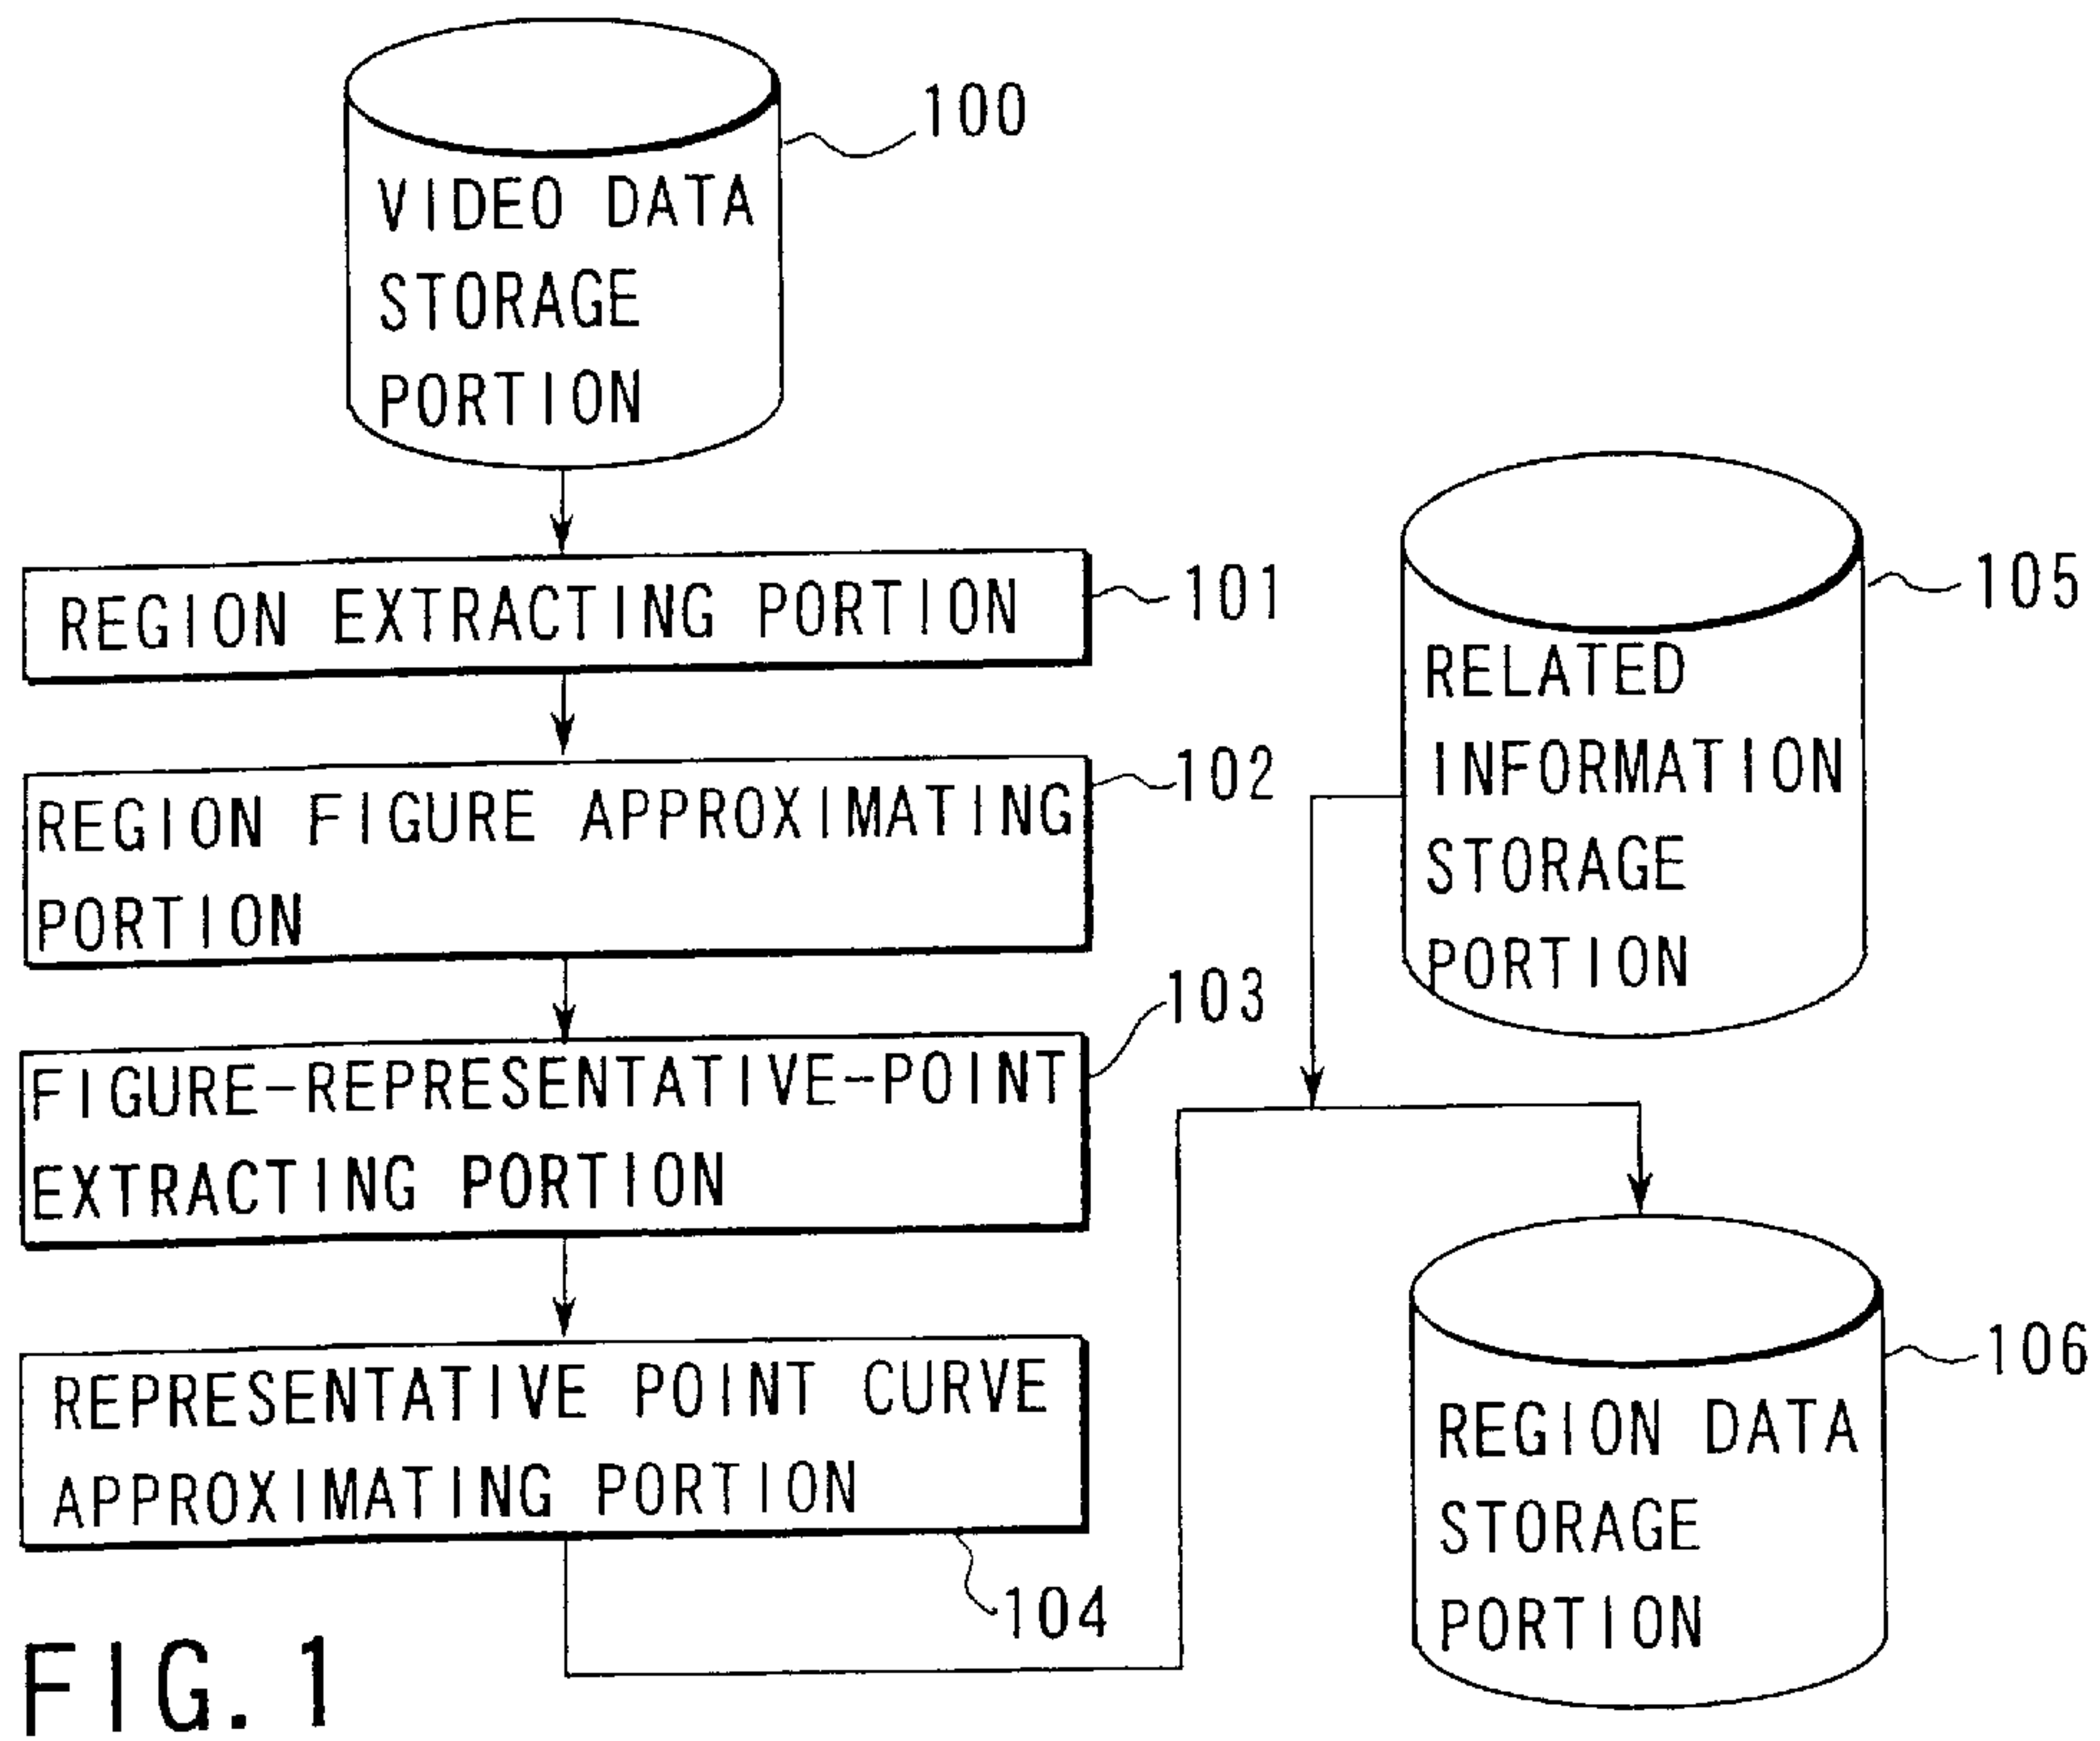 100
VIDEO DATA
STORAGE
PORTION
REGION EXTRACTING PORTION
101
REGION FIGURE APPROXIMATING
PORTION
102
FIGURE-REPRESENTATIVE-POINT
EXTRACTING PORTION
103
REPRESENTATIVE POINT CURVE
APPROXIMATING PORTION
104
RELATED
INFORMATION
STORAGE
PORTION
105
REGION DATA
STORAGE
PORTION
106
FIG. 1